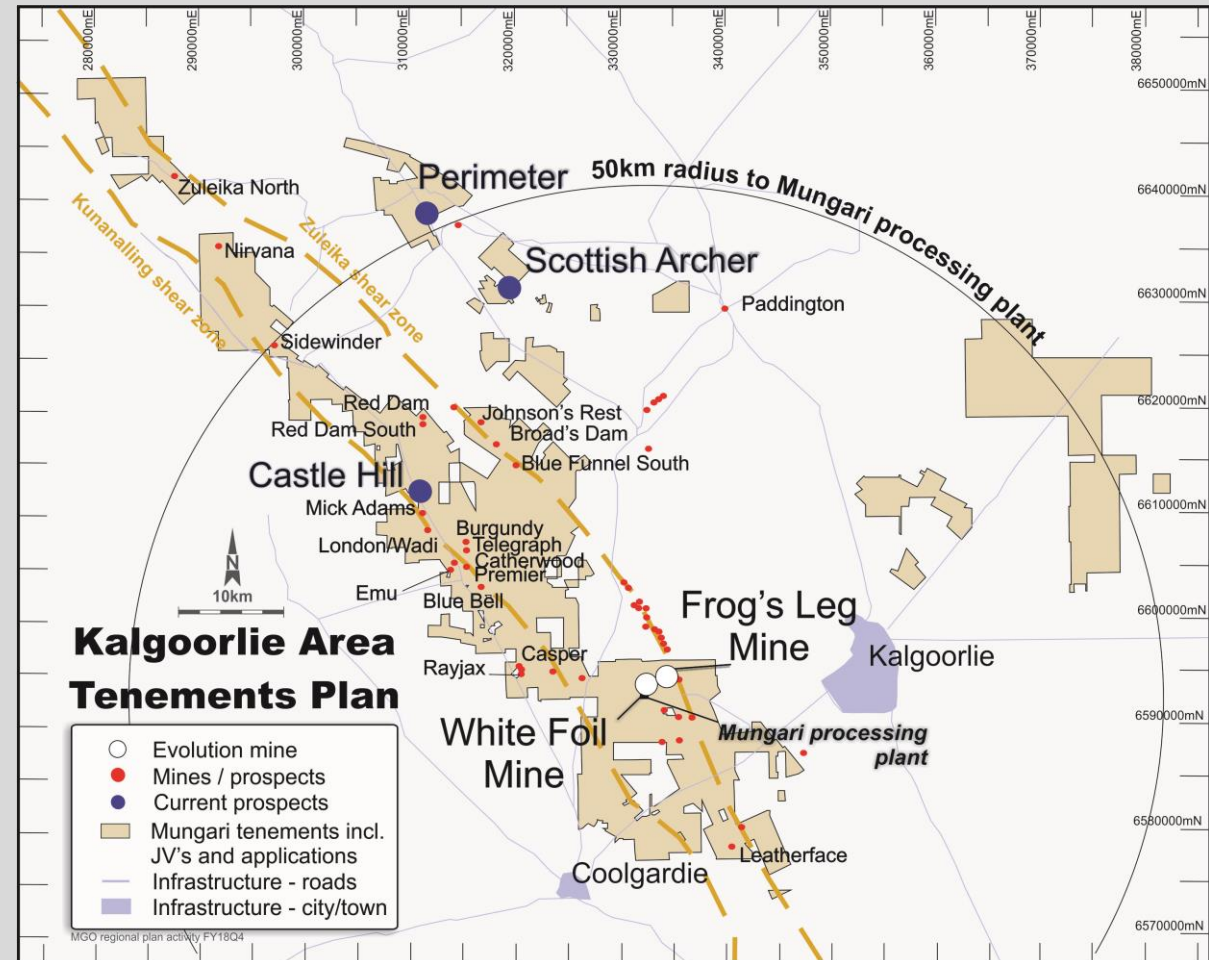 280000mE
290000mE
300000mE
310000mE
320000mE
330000mE
340000mE
350000mE
360000mE
370000mE
380000mE
6650000mN
6640000mN
6630000mN
6620000mN
6610000mN
6600000mN
6590000mN
6580000mN
6570000mN
50km radius to Mungari processing plant
Perimeter
Zuleika North
Kunanalling shear zone
Zuleika shear zone
Nirvana
Scottish Archer
Paddington
Sidewinder
Red Dam
Johnson's Rest
Red Dam South
Broad's Dam
Blue Funnel South
Castle Hill
Mick Adams
Burgundy
London/Wadi
Telegraph
Catherwood
Premier
Emu
Blue Bell
N
10km
Frog's Leg
Mine
Kalgoorlie
Casper
Rayjax
White Foil
Mine
Mungari processing
plant
Leatherface
Coolgardie
Kalgoorlie Area
Tenements Plan
Evolution mine
Mines / prospects
Current prospects
Mungari tenements incl.
JV's and applications
Infrastructure - roads
Infrastructure - city/town
MGO regional plan activity FY18Q4